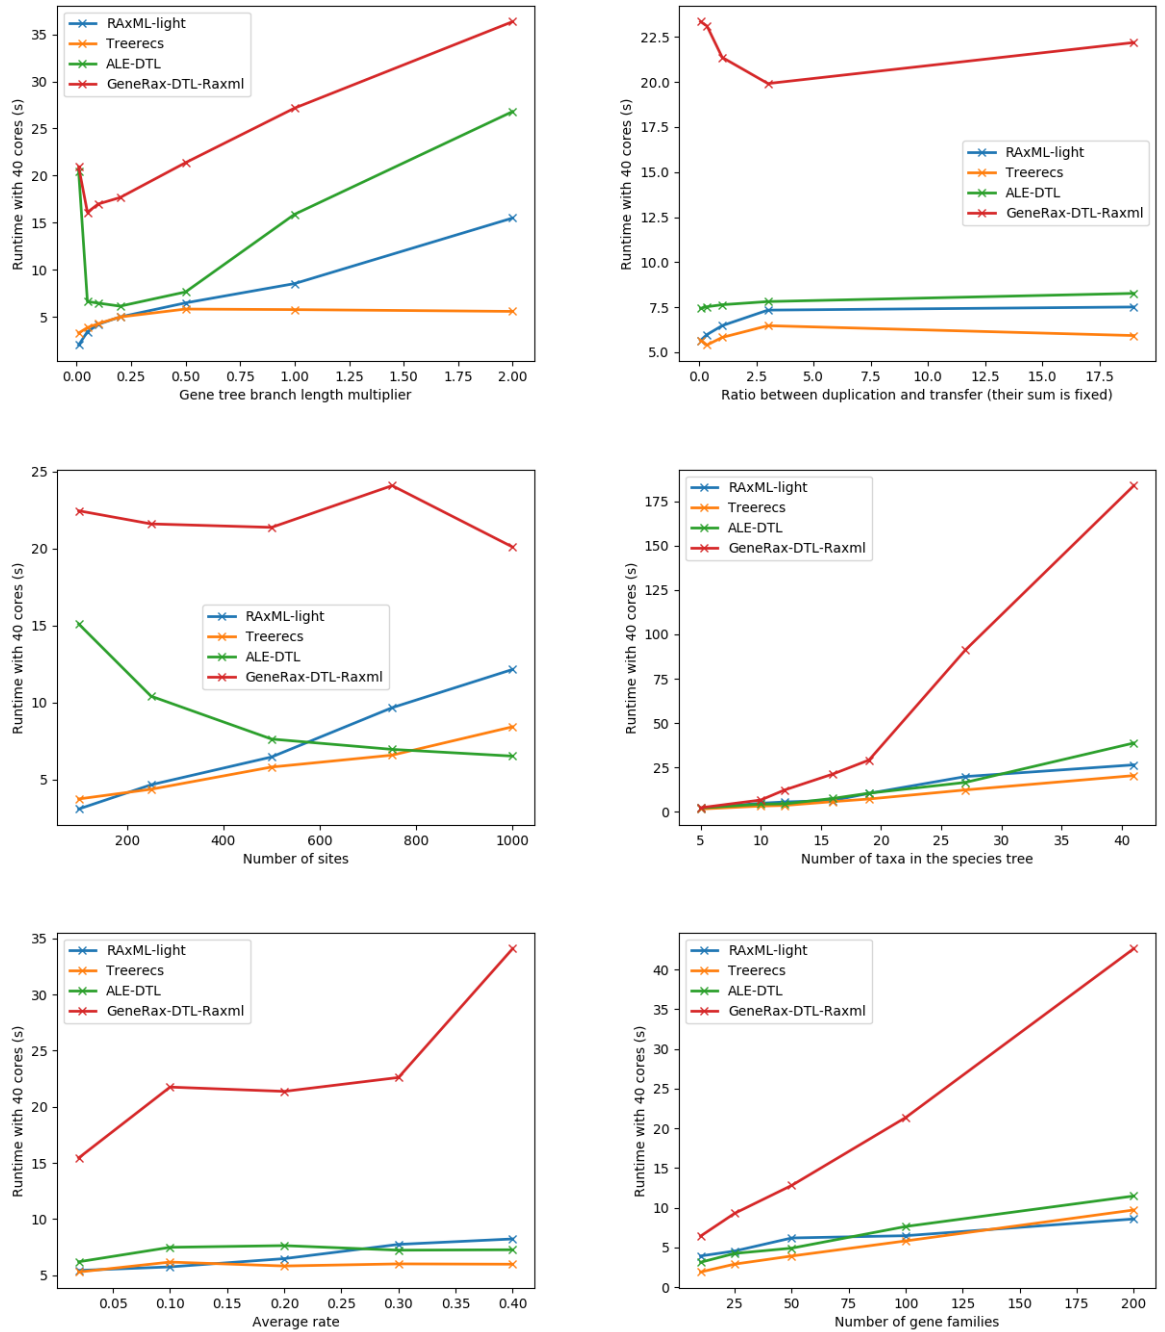 RAxML-light
Treerecs
ALE-DTL
GeneRax-DTL-Raxml
35
30
25
20
15
10
5
Runtime with 40 cores (s)
0.00 0.25 0.50 0.75 1.00 1.25 1.50 1.75 2.00
Gene tree branch length multiplier
22.5
20.0
17.5
15.0
12.5
10.0
7.5
5.0
Runtime with 40 cores (s)
RAxML-light
Treerecs
ALE-DTL
GeneRax-DTL-Raxml
0.0 2.5 5.0 7.5 10.0 12.5 15.0 17.5
Ratio between duplication and transfer (their sum is fixed)
25
20
15
10
5
Runtime with 40 cores (s)
RAxML-light
Treerecs
ALE-DTL
GeneRax-DTL-Raxml
200 400 600 800 1000
Number of sites
RAxML-light
Treerecs
ALE-DTL
GeneRax-DTL-Raxml
175
150
125
100
75
50
25
0
Runtime with 40 cores (s)
5 10 15 20 25 30 35 40
Number of taxa in the species tree
RAxML-light
Treerecs
ALE-DTL
GeneRax-DTL-Raxml
35
30
25
20
15
10
5
Runtime with 40 cores (s)
0.05 0.10 0.15 0.20 0.25 0.30 0.35 0.40
Average rate
RAxML-light
Treerecs
ALE-DTL
GeneRax-DTL-Raxml
40
35
30
25
20
15
10
5
0
Runtime with 40 cores (s)
25 50 75 100 125 150 175 200
Number of gene families